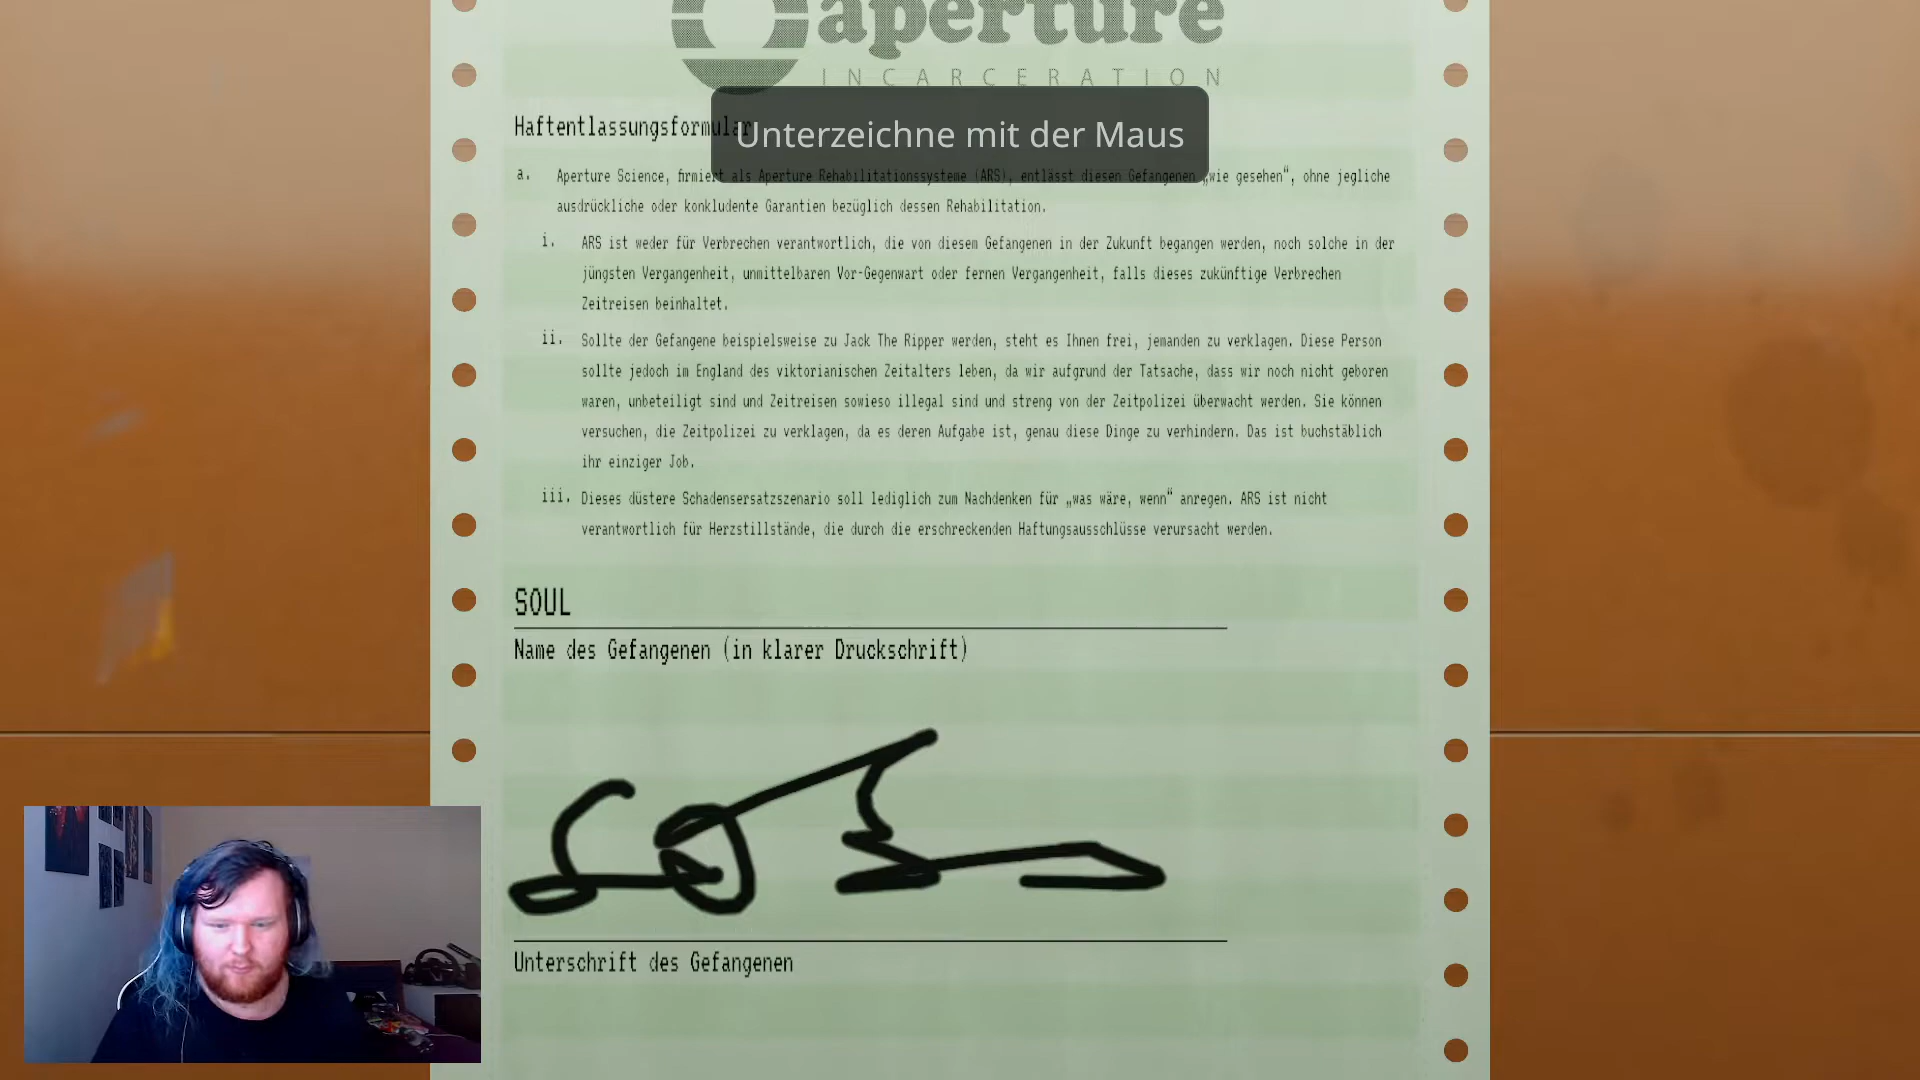 aperture
INCARCERATION
Haftentlassungsformular
Unterzeichne mit der Maus
a. Aperture Science, firmiert als Aperture Rehabilitationssysteme (ARS), entlässt diesen Gefangenen „wie gesehen“, ohne jegliche
ausdrückliche oder konkludente Garantien bezüglich dessen Rehabilitation.
i. ARS ist weder für Verbrechen verantwortlich, die von diesem Gefangenen in der Zukunft begangen werden, noch solche in der
jüngsten Vergangenheit, unmittelbaren Vor-Gegenwart oder fernen Vergangenheit, falls dieses zukünftige Verbrechen
Zeitreisen beinhaltet.
ii. Sollte der Gefangene beispielsweise zu Jack The Ripper werden, steht es Ihnen frei, jemanden zu verklagen. Diese Person
sollte jedoch im England des viktorianischen Zeitalters leben, da wir aufgrund der Tatsache, dass wir noch nicht geboren
waren, unbeteiligt sind und Zeitreisen sowieso illegal sind und streng von der Zeitpolizei überwacht werden. Sie können
versuchen, die Zeitpolizei zu verklagen, da es deren Aufgabe ist, genau diese Dinge zu verhindern. Das ist buchstäblich
ihr einziger Job.
iii. Dieses düstere Schadensersatzszenario soll lediglich zum Nachdenken für „was wäre, wenn“ anregen. ARS ist nicht
verantwortlich für Herzstillstände, die durch die erschreckenden Haftungsausschlüsse verursacht werden.
SOUL
Name des Gefangenen (in klarer Druckschrift)
Unterschrift des Gefangenen